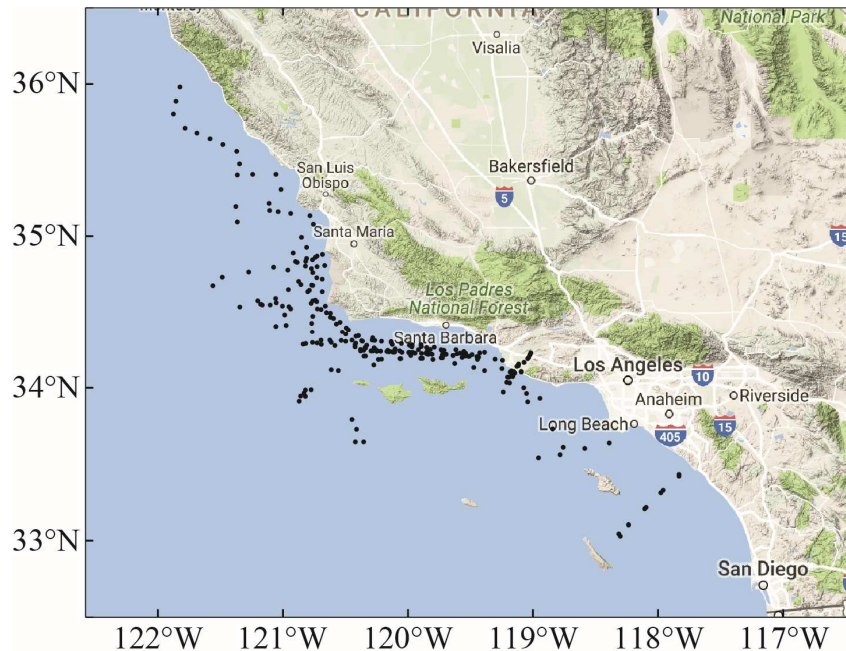 CALIFORNIA
National Park
Visalia
36°N
Bakersfield
San Luis
Obispo
5
35°N
Santa Maria
15
Los Padres
National Forest
Santa Barbara
Los Angeles
10
34°N
Anaheim
Riverside
Long Beach
405
15
33°N
San Diego
122°W
121°W
120°W
119°W
118°W
117°W